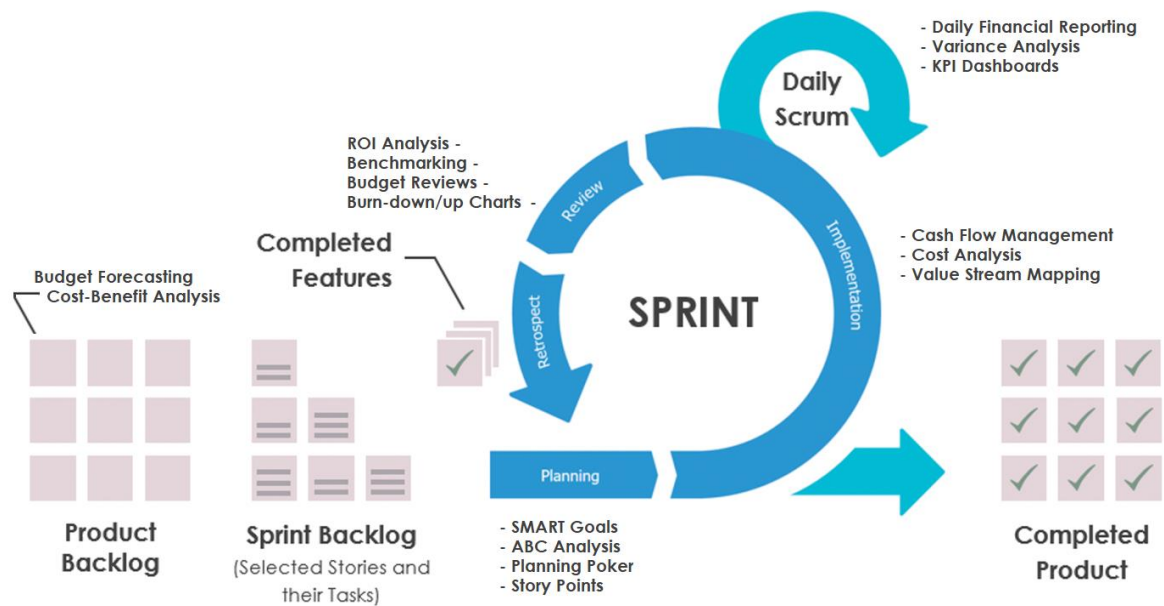 - Daily Financial Reporting
- Variance Analysis
- KPI Dashboards
Daily
Scrum
ROI Analysis -
Benchmarking -
Budget Reviews -
Burn-down/up Charts -
Review
Implementation
- Cash Flow Management
- Cost Analysis
- Value Stream Mapping
Completed
Features
Budget Forecasting
Cost-Benefit Analysis
SPRINT
Retrospect
Planning
Product
Backlog
Sprint Backlog
(Selected Stories and
their Tasks)
- SMART Goals
- ABC Analysis
- Planning Poker
- Story Points
Completed
Product